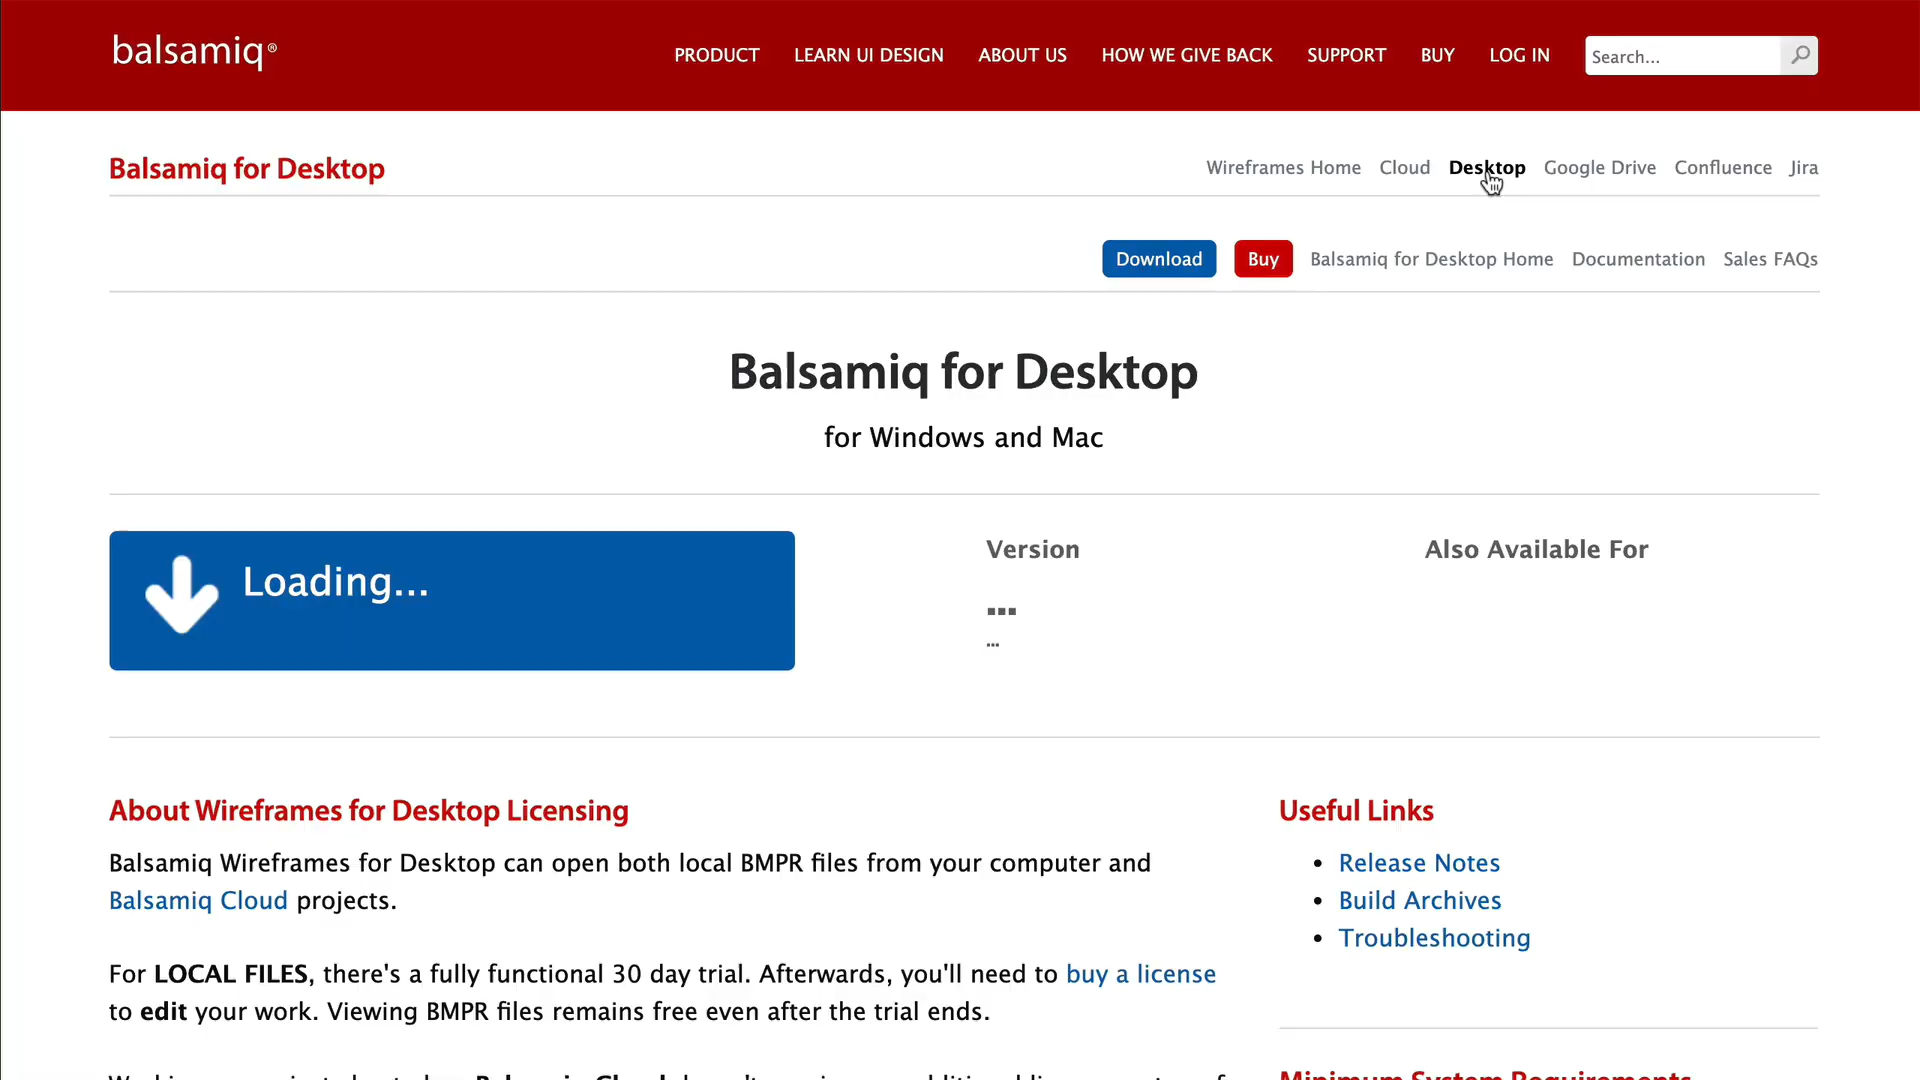 balsamiq®
PRODUCT LEARN UI DESIGN ABOUT US HOW WE GIVE BACK SUPPORT BUY LOG IN Search...
Balsamiq for Desktop
Wireframes Home Cloud Desktop Google Drive Confluence Jira
Download Buy Balsamiq for Desktop Home Documentation Sales FAQs
Balsamiq for Desktop
for Windows and Mac
Loading...
Version
...
...
Also Available For
About Wireframes for Desktop Licensing
Balsamiq Wireframes for Desktop can open both local BMPR files from your computer and
Balsamiq Cloud projects.
For LOCAL FILES, there's a fully functional 30 day trial. Afterwards, you'll need to buy a license
to edit your work. Viewing BMPR files remains free even after the trial ends.
Useful Links
• Release Notes
• Build Archives
• Troubleshooting
Minimum System Requirements